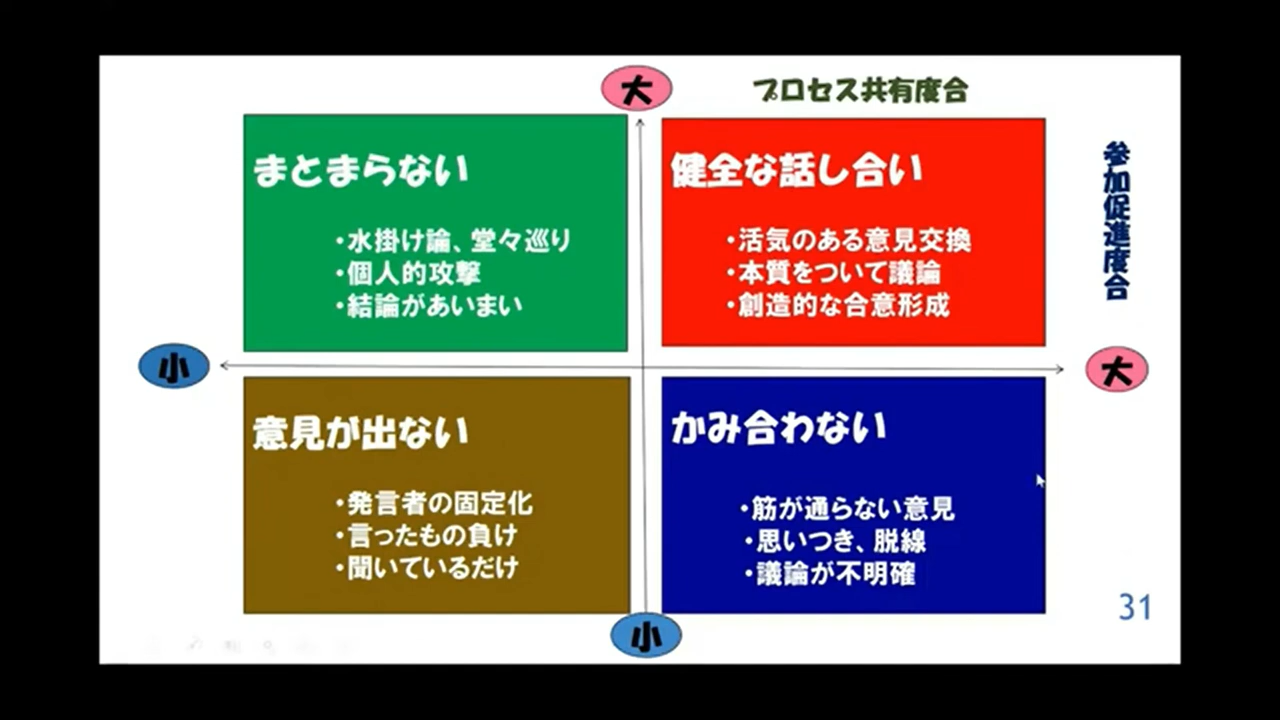 大
プロセス共有度合
参加促進度合
まとまらない
・水掛け論、堂々巡り
・個人的攻撃
・結論があいまい
健全な話し合い
・活気のある意見交換
・本質をついて議論
・創造的な合意形成
小
大
意見が出ない
・発言者の固定化
・言ったもの負け
・聞いているだけ
かみ合わない
・筋が通らない意見
・思いつき、脱線
・議論が不明確
31
小